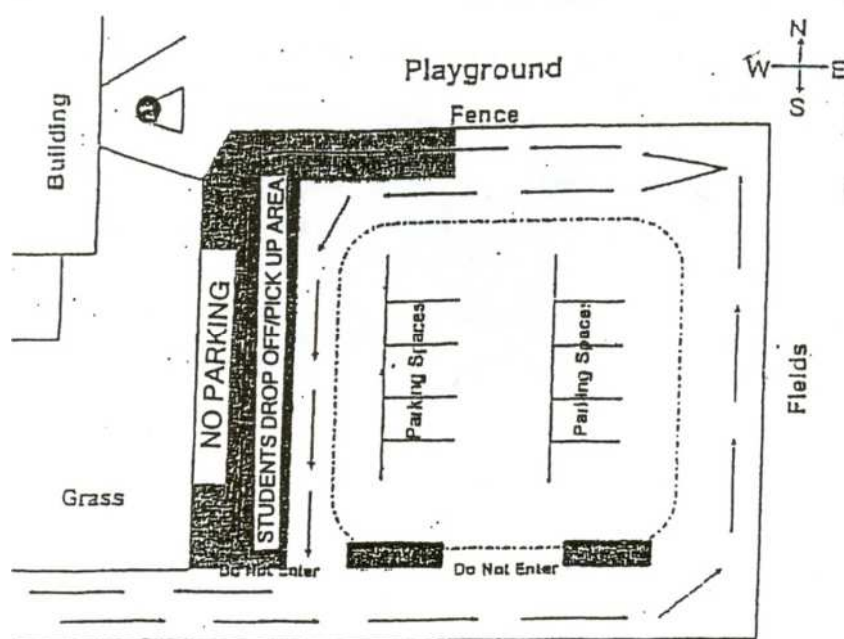 N
W E
S
Playground
Fence
Building
STUDENTS DROP OFF/PICK UP AREA
NO PARKING
Parking Spaces
Parking Spaces
Fields
Grass
Do Not Enter
Do Not Enter